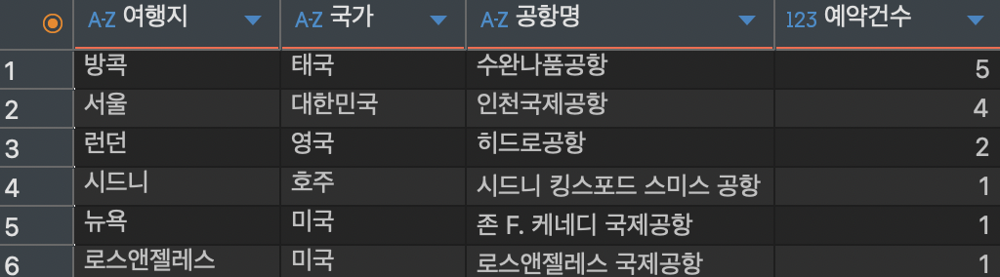 A-Z 여행지 A-Z 국가 A-Z 공항명 123 예약건수
1 방콕 태국 수완나품공항 5
2 서울 대한민국 인천국제공항 4
3 런던 영국 히드로공항 2
4 시드니 호주 시드니 킹스포드 스미스 공항 1
5 뉴욕 미국 존 F. 케네디 국제공항 1
6 로스앤젤레스 미국 로스앤젤레스 국제공항 1